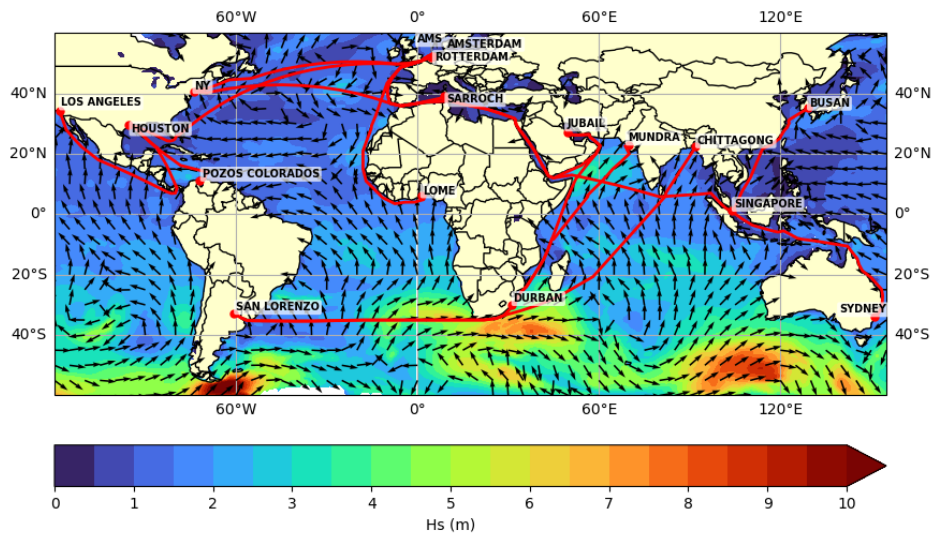 60°W 0° 60°E 120°E
AMS
AMSTERDAM
ROTTERDAM
40°N 40°N
NY
LOS ANGELES
SARROCH
BUSAN
HOUSTON
JUBAIL
MUNDRA
CHITTAGONG
20°N 20°N
POZOS COLORADOS
LOME
SINGAPORE
0° 0°
20°S 20°S
SAN LORENZO
DURBAN
SYDNEY
40°S 40°S
60°W 0° 60°E 120°E
0 1 2 3 4 5 6 7 8 9 10
Hs (m)